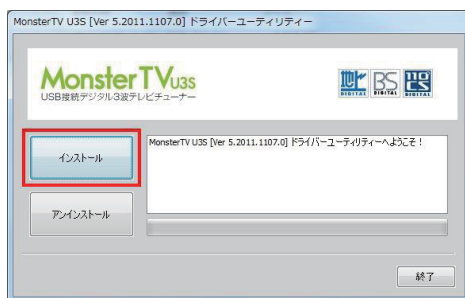 MonsterTV U3S [Ver 5.2011.1107.0] ドライバーユーティリティー
MonsterTVU3S
USB接続デジタル3波テレビチューナー
地上 DIGITAL BS DIGITAL 110 CS DIGITAL
インストール
MonsterTV U3S [Ver 5.2011.1107.0] ドライバーユーティリティーへようこそ！
アンインストール
終了